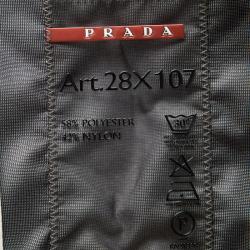 PRADA
Art.28X107
58% POLYESTER
42% NYLON
30°
F